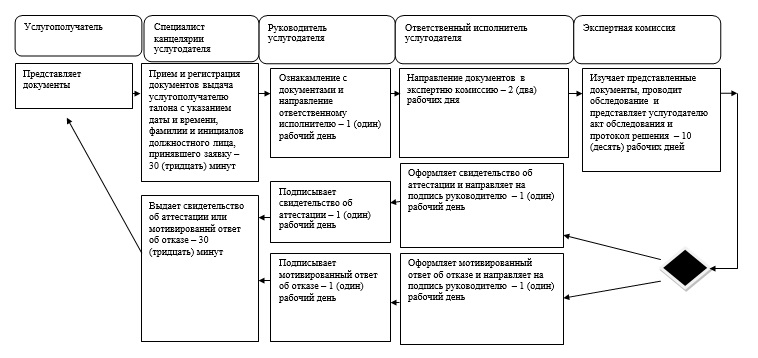 Услугополучатель
Специалист
канцелярии
услугодателя
Руководитель
услугодателя
Ответственный исполнитель
услугодателя
Экспертная комиссия
Представляет
документы
Прием и регистрация
документов выдача
услугополучателю
талона с указанием
даты и времени,
фамилии и инициалов
должностного лица,
принявшего заявку –
30 (тридцать) минут
Ознакамление с
документами и
направление
ответственному
исполнителю – 1 (один)
рабочий день
Направление документов в
экспертную комиссию – 2 (два)
рабочих дня
Изучает представленные
документы, проводит
обследование и
представляет услугодателю
акт обследования и
протокол решения – 10
(десять) рабочих дней
Выдает свидетельство
об аттестации или
мотивированнй ответ
об отказе – 30
(тридцать) минут
Подписывает
свидетельство об
аттестации – 1 (один)
рабочий день
Оформляет свидетельство об
аттестации и направляет на
подпись руководителю – 1 (один)
рабочий день
Подписывает
мотивированный ответ
об отказе – 1 (один)
рабочий день
Оформляет мотивированный
ответ об отказе и направляет на
подпись руководителю – 1 (один)
рабочий день